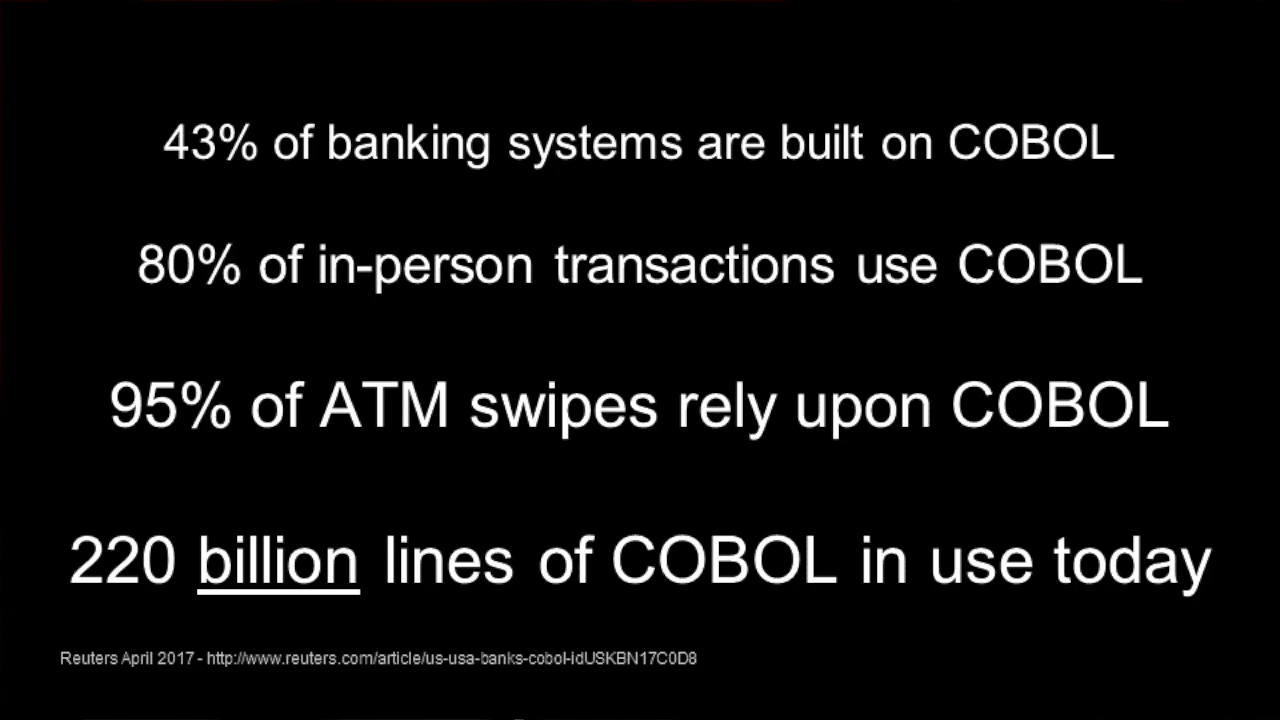 43% of banking systems are built on COBOL
80% of in-person transactions use COBOL
95% of ATM swipes rely upon COBOL
220 billion lines of COBOL in use today
Reuters April 2017 - http://www.reuters.com/article/us-usa-banks-cobol-idUSKBN17C0D8